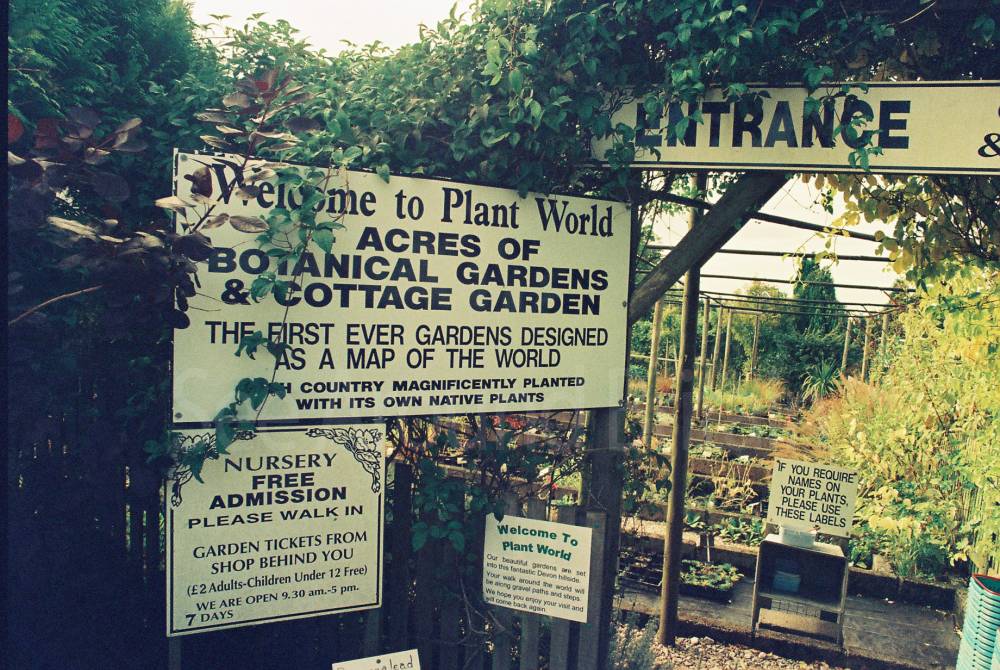 ENTRANCE
&
Welcome to Plant World
ACRES OF
BOTANICAL GARDENS
& COTTAGE GARDEN
THE FIRST EVER GARDENS DESIGNED
AS A MAP OF THE WORLD
COUNTRY MAGNIFICENTLY PLANTED
WITH ITS OWN NATIVE PLANTS
NURSERY
FREE
ADMISSION
PLEASE WALK IN
GARDEN TICKETS FROM
SHOP BEHIND YOU
(£2 Adults-Children Under 12 Free)
WE ARE OPEN 9.30 am.-5 pm.
7 DAYS
Welcome To
Plant World
Our beautiful gardens are set
into this fantastic Devon hillside.
Your walk around the world will
be along gravel paths and steps.
We hope you enjoy your visit and
will come back again.
IF YOU REQUIRE
NAMES ON
YOUR PLANTS,
PLEASE USE
THESE LABELS